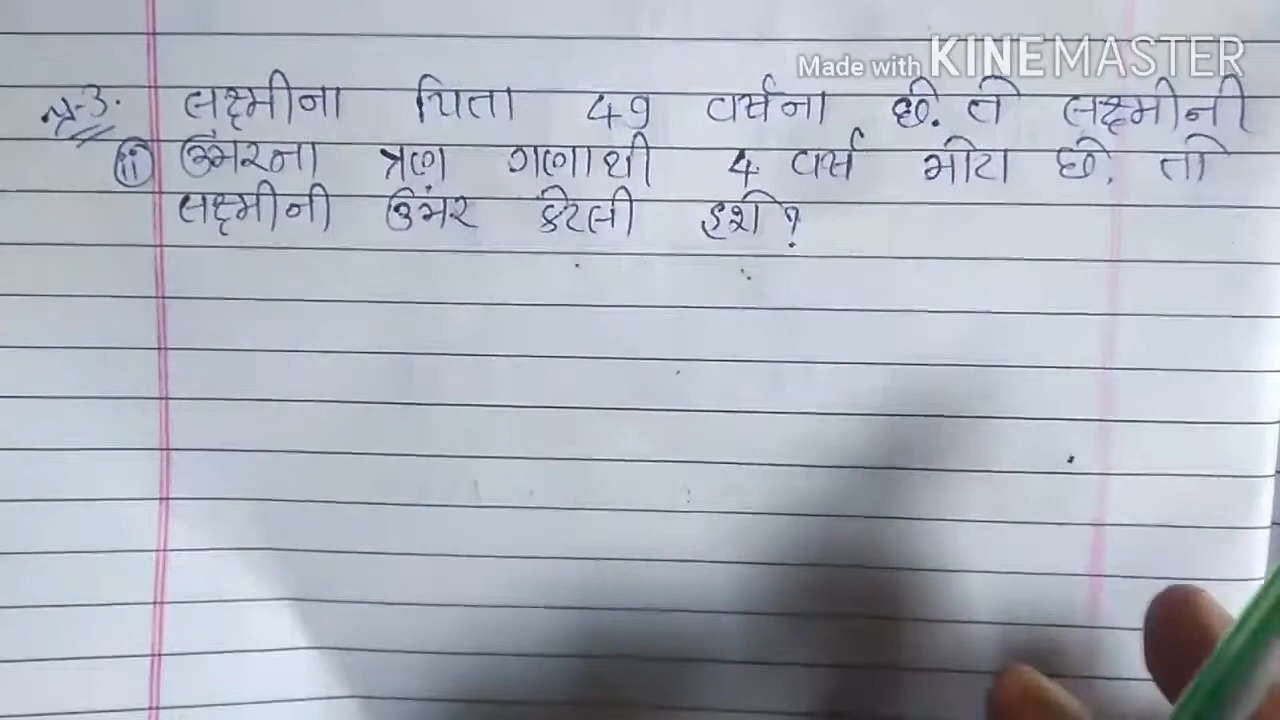 Made with KINEMASTER
પ્ર-3. લક્ષ્મીના પિતા 49 વર્ષના છે. તે લક્ષ્મીની
(ii) ઉંમરના ત્રણ ગણાથી 4 વર્ષ મોટા છે. તો
લક્ષ્મીની ઉંમર કેટલી હશે?